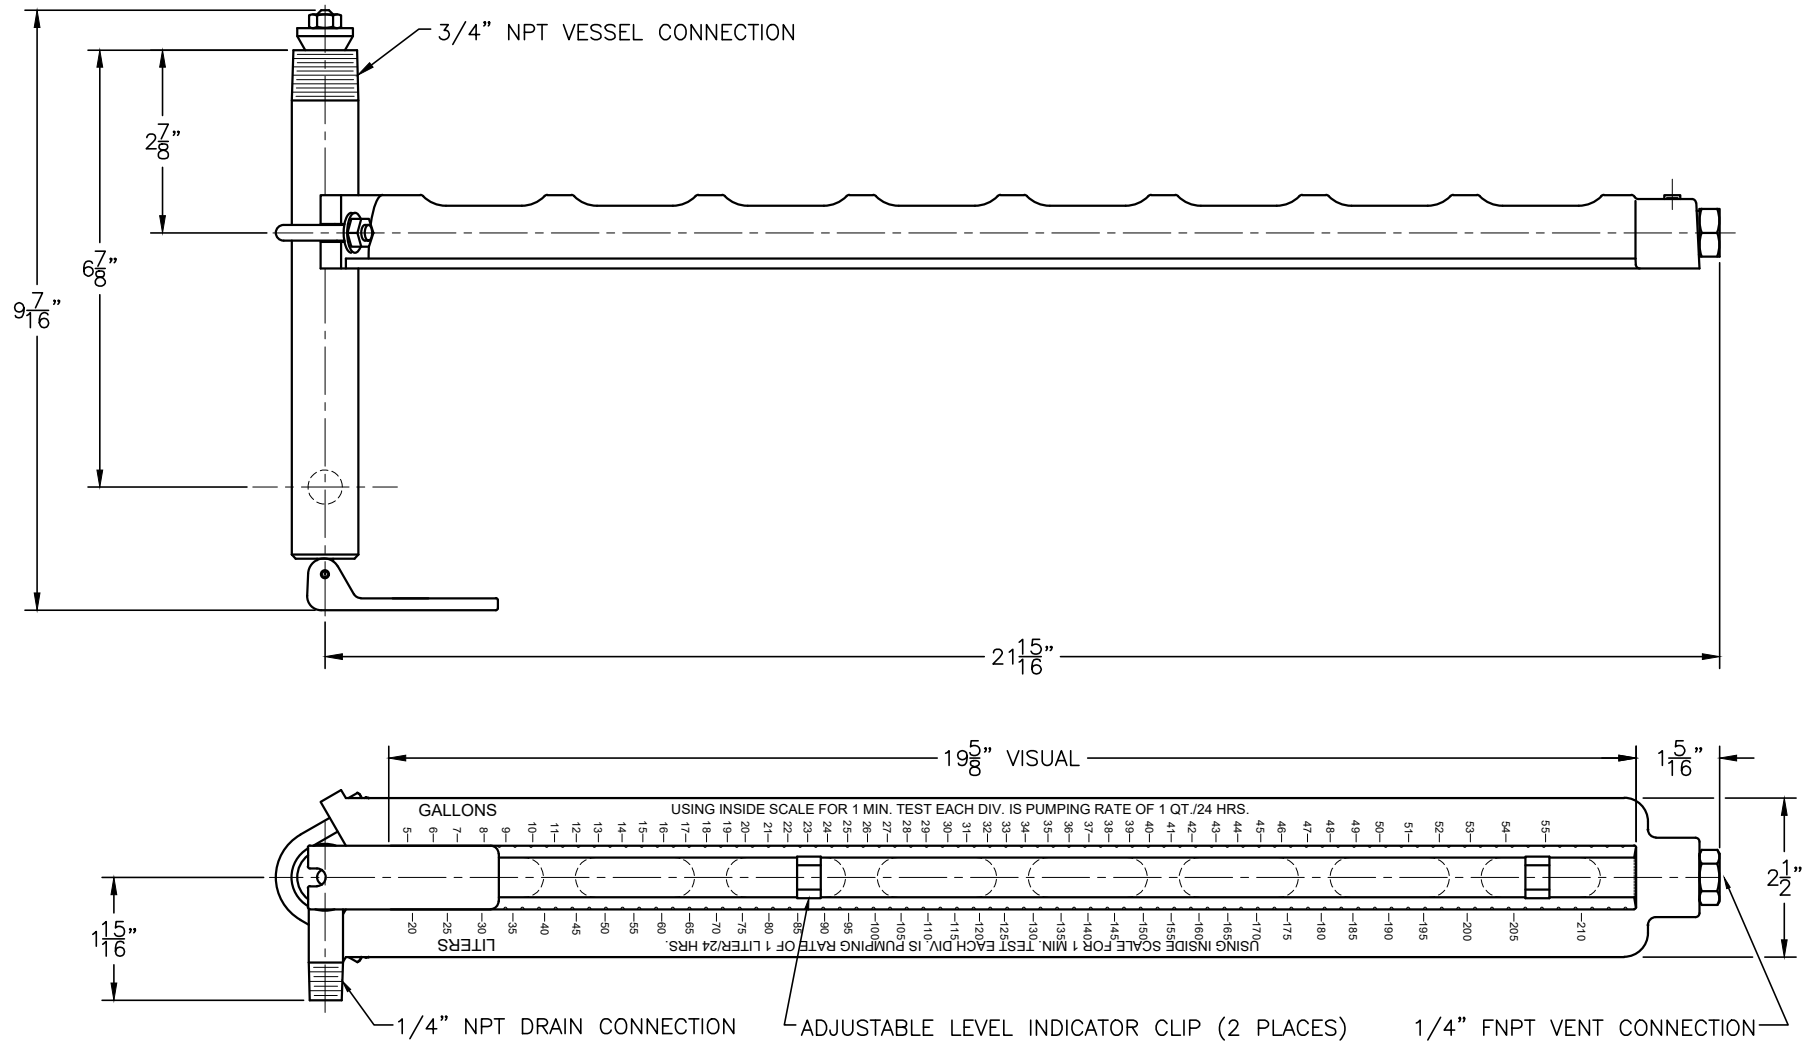 3/4” NPT VESSEL CONNECTION
2 7/8”
6 7/8”
9 7/16”
21 15/16”
19 5/8” VISUAL
1 5/16”
GALLONS
USING INSIDE SCALE FOR 1 MIN. TEST EACH DIV. IS PUMPING RATE OF 1 QT./24 HRS.
5 6 7 8 9 10 11 12 13 14 15 16 17 18 19 20 21 22 23 24 25 26 27 28 29 30 31 32 33 34 35 36 37 38 39 40 41 42 43 44 45 46 47 48 49 50 51 52 53 54 55
2 1/2”
1 15/16”
20 25 30 35 40 45 50 55 60 65 70 75 80 85 90 95 100 105 110 115 120 125 130 135 140 145 150 155 160 165 170 175 180 185 190 195 200 205 210
LITERS
USING INSIDE SCALE FOR 1 MIN. TEST EACH DIV. IS PUMPING RATE OF 1 LITER/24 HRS.
1/4” NPT DRAIN CONNECTION
ADJUSTABLE LEVEL INDICATOR CLIP (2 PLACES)
1/4” FNPT VENT CONNECTION